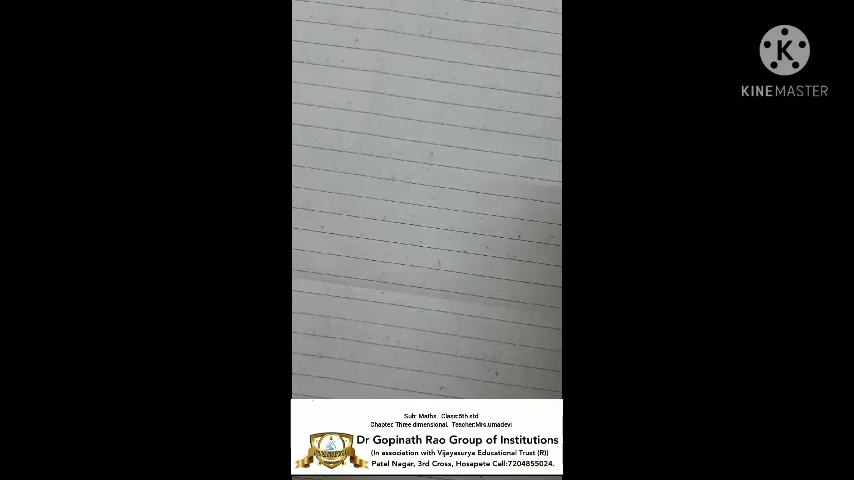 KINEMASTER
Sub: Maths. Class:5th std
Chapter: Three dimensional. Teacher:Mrs.umadevi
Dr Gopinath Rao Group of Institutions
(In association with Vijayasurya Educational Trust (R))
Patel Nagar, 3rd Cross, Hosapete Cell:7204855024.